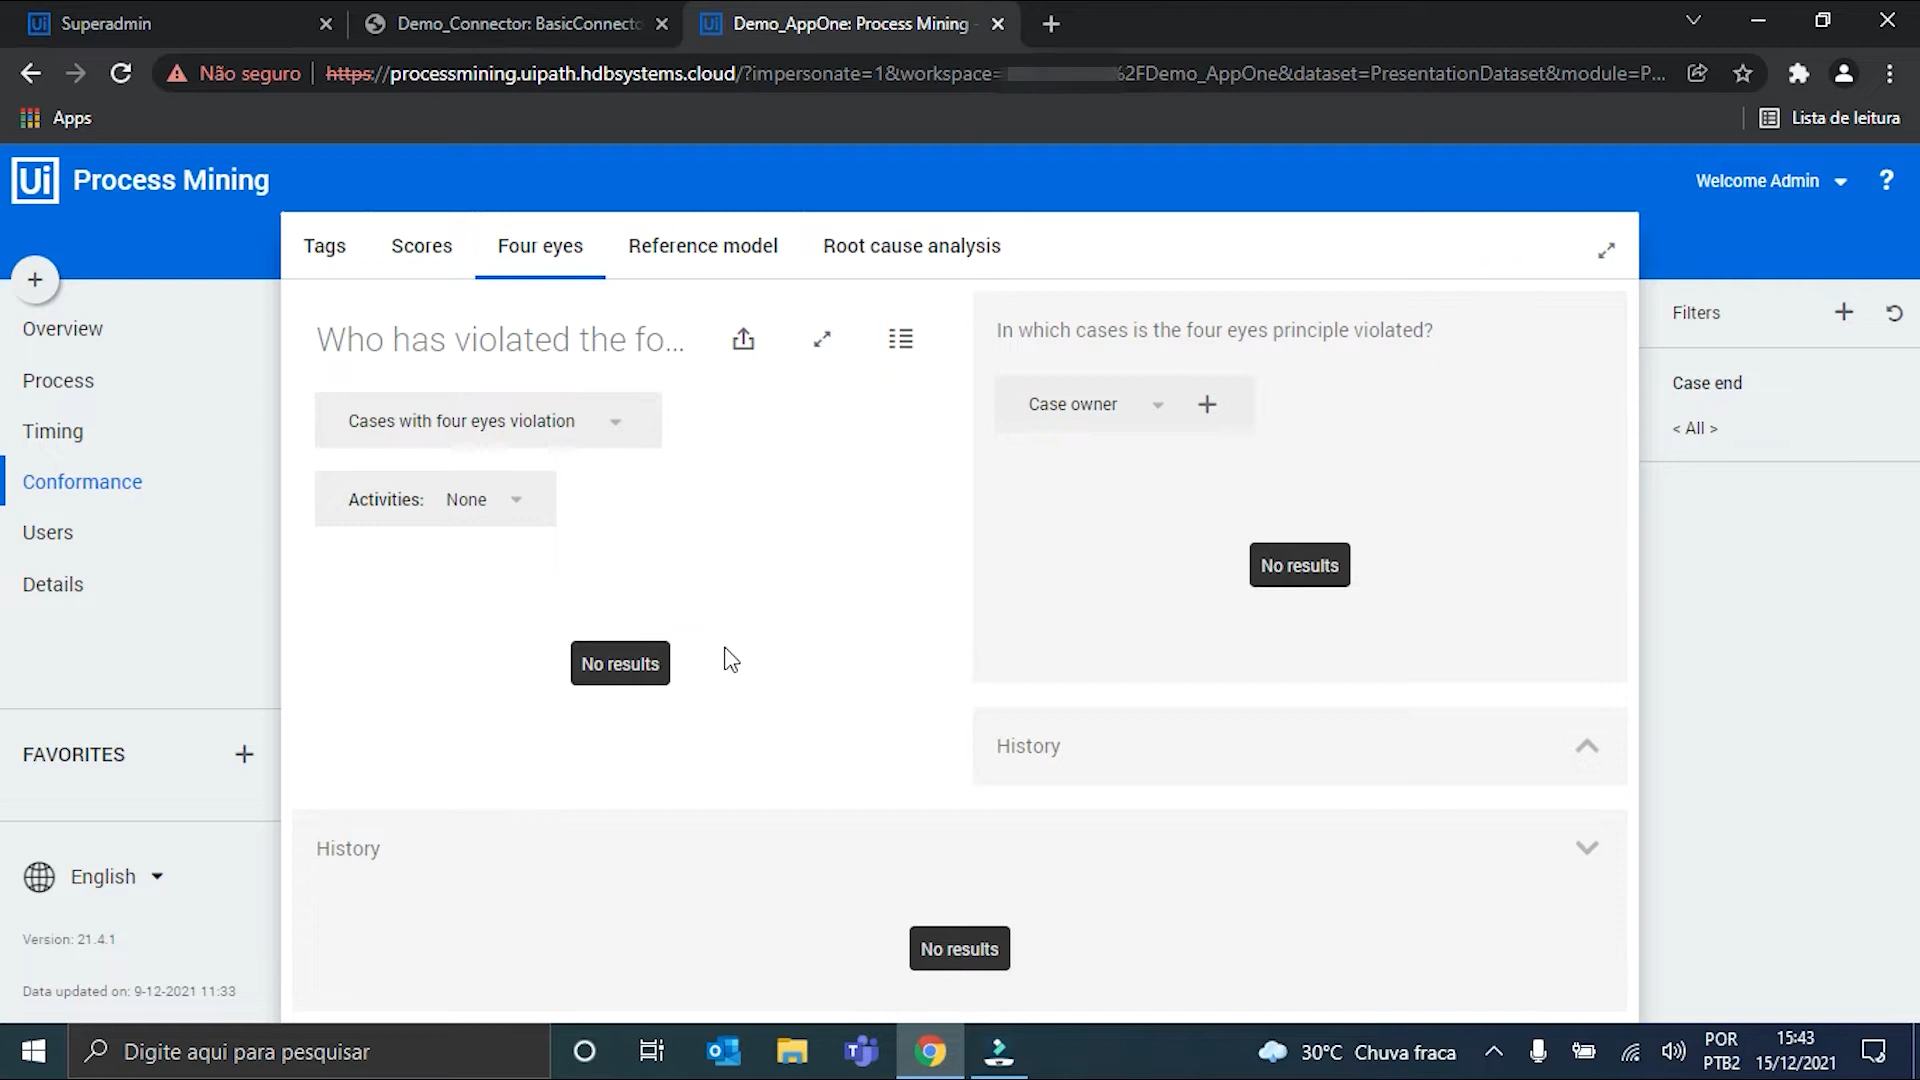 Superadmin
Demo_Connector: BasicConnecto
Demo_AppOne: Process Mining
Não seguro
https://processmining.uipath.hdbsystems.cloud/?impersonate=1&workspace=
%2FDemo_AppOne&dataset=PresentationDataset&module=P...
Apps
Lista de leitura
Ui Process Mining
Welcome Admin
?
Tags
Scores
Four eyes
Reference model
Root cause analysis
Overview
Process
Timing
Conformance
Users
Details
FAVORITES
English
Version: 21.4.1
Data updated on: 9-12-2021 11:33
Who has violated the fo...
Cases with four eyes violation
Activities: None
No results
In which cases is the four eyes principle violated?
Case owner
No results
History
History
No results
Filters
Case end
< All >
Digite aqui para pesquisar
30°C Chuva fraca
POR
PTB2
15:43
15/12/2021